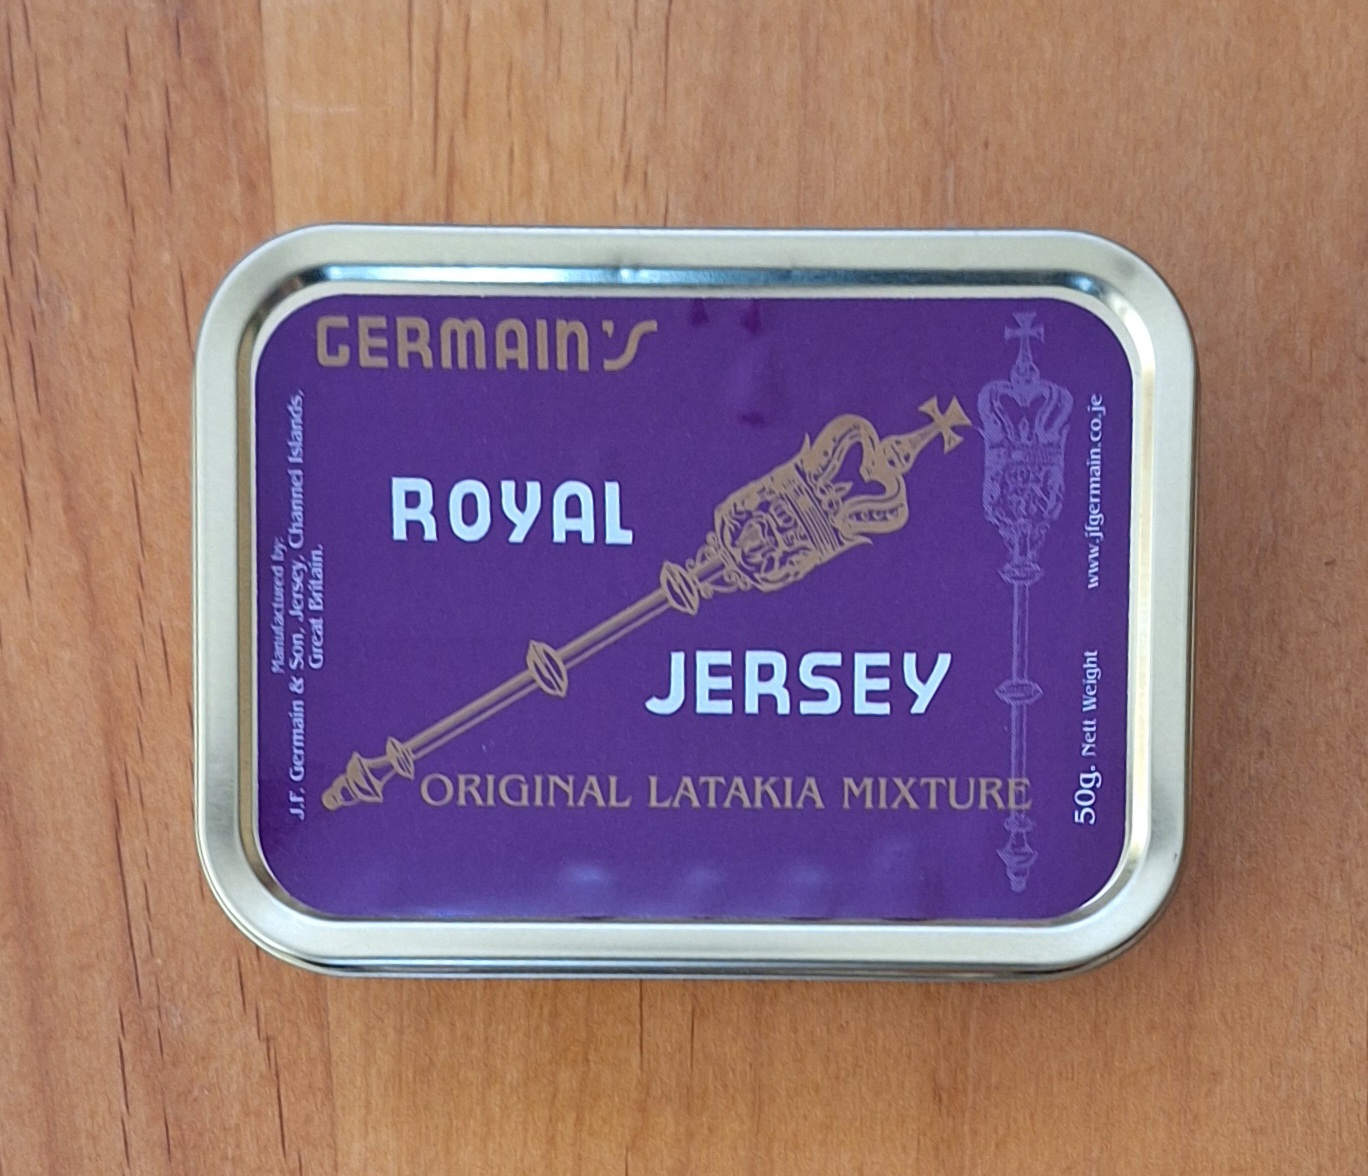 GERMAIN'S
ROYAL
JERSEY
ORIGINAL LATAKIA MIXTURE
Manufactured by:
J.F. Germain & Son, Jersey, Channel Islands,
Great Britain.
50g. Nett Weight
www.jfgermain.co.je